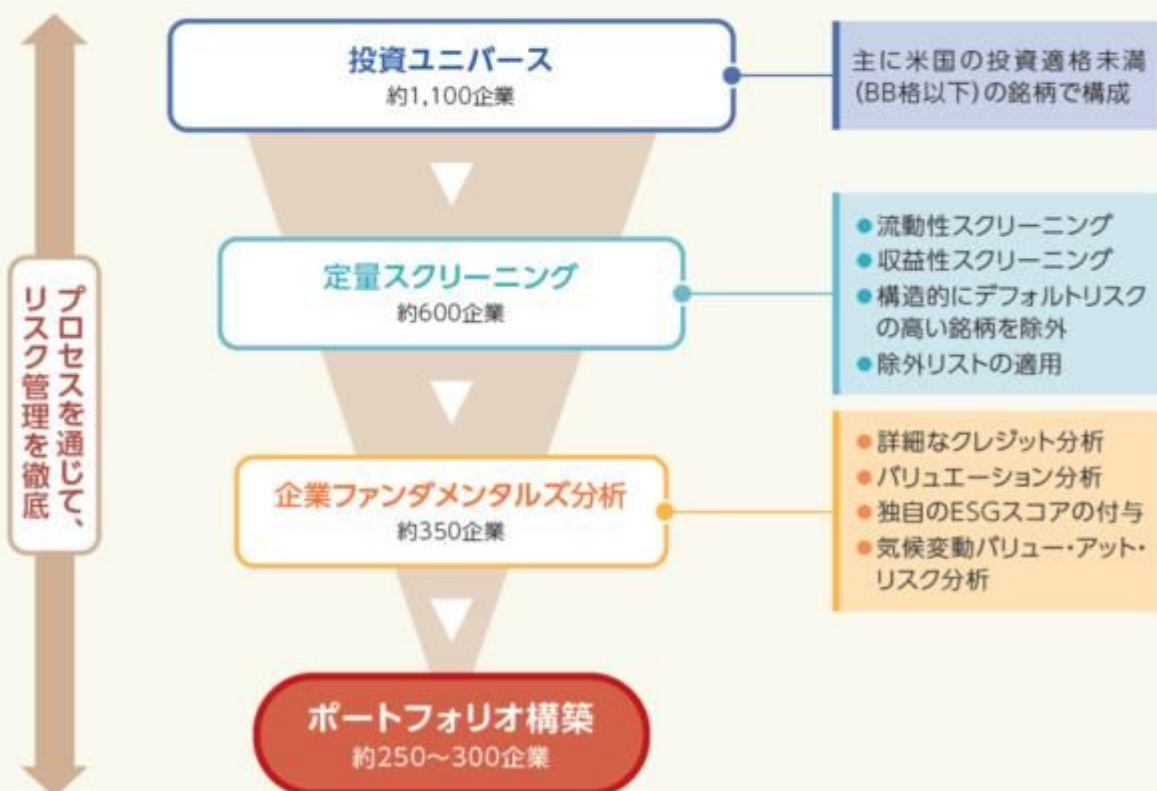 投資ユニバース
約1,100企業
主に米国の投資適格未満
(BB格以下)の銘柄で構成
定量スクリーニング
約600企業
●流動性スクリーニング
●収益性スクリーニング
●構造的にデフォルトリスク
の高い銘柄を除外
●除外リストの適用
プロセスを通じて、
リスク管理を徹底
企業ファンダメンタルズ分析
約350企業
●詳細なクレジット分析
●バリュエーション分析
●独自のESGスコアの付与
●気候変動バリュー・アット・
リスク分析
ポートフォリオ構築
約250～300企業